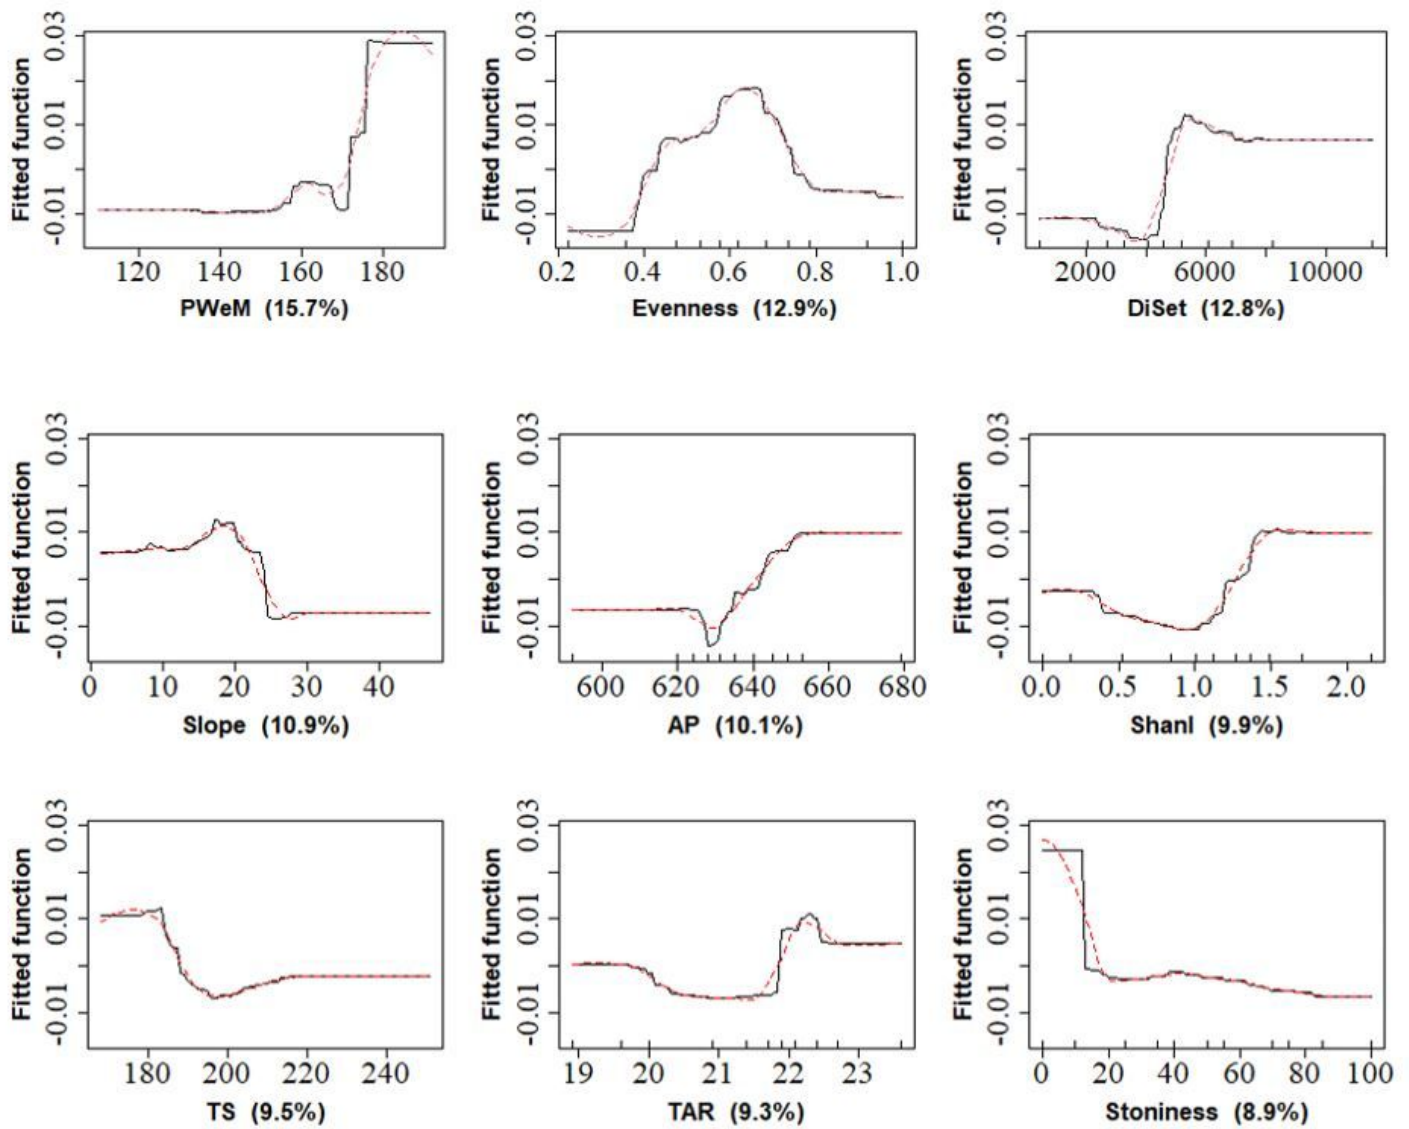 Fitted function
-0.01 0.01 0.03
120 140 160 180
PWeM (15.7%)
Fitted function
-0.01 0.01 0.03
0.2 0.4 0.6 0.8 1.0
Evenness (12.9%)
Fitted function
-0.01 0.01 0.03
2000 6000 10000
DiSet (12.8%)
Fitted function
-0.01 0.01 0.03
0 10 20 30 40
Slope (10.9%)
Fitted function
-0.01 0.01 0.03
600 620 640 660 680
AP (10.1%)
Fitted function
-0.01 0.01 0.03
0.0 0.5 1.0 1.5 2.0
ShanI (9.9%)
Fitted function
-0.01 0.01 0.03
180 200 220 240
TS (9.5%)
Fitted function
-0.01 0.01 0.03
19 20 21 22 23
TAR (9.3%)
Fitted function
-0.01 0.01 0.03
0 20 40 60 80 100
Stoniness (8.9%)